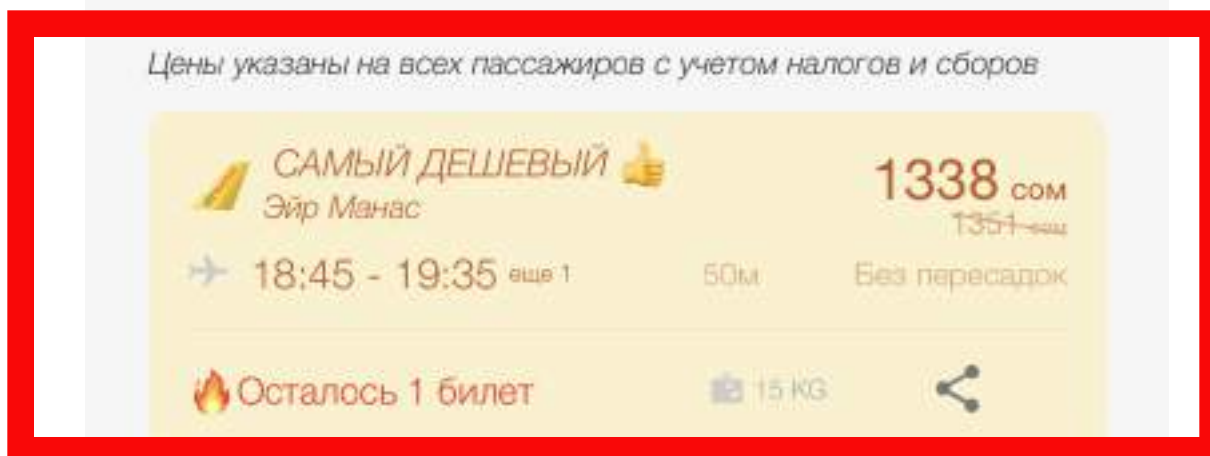 Цены указаны на всех пассажиров с учетом налогов и сборов
САМЫЙ ДЕШЕВЫЙ 👍
1338 сом
Эйр Манас
1351 сом
18:45 - 19:35 еще 1 50м Без пересадок
🔥Осталось 1 билет 15 KG